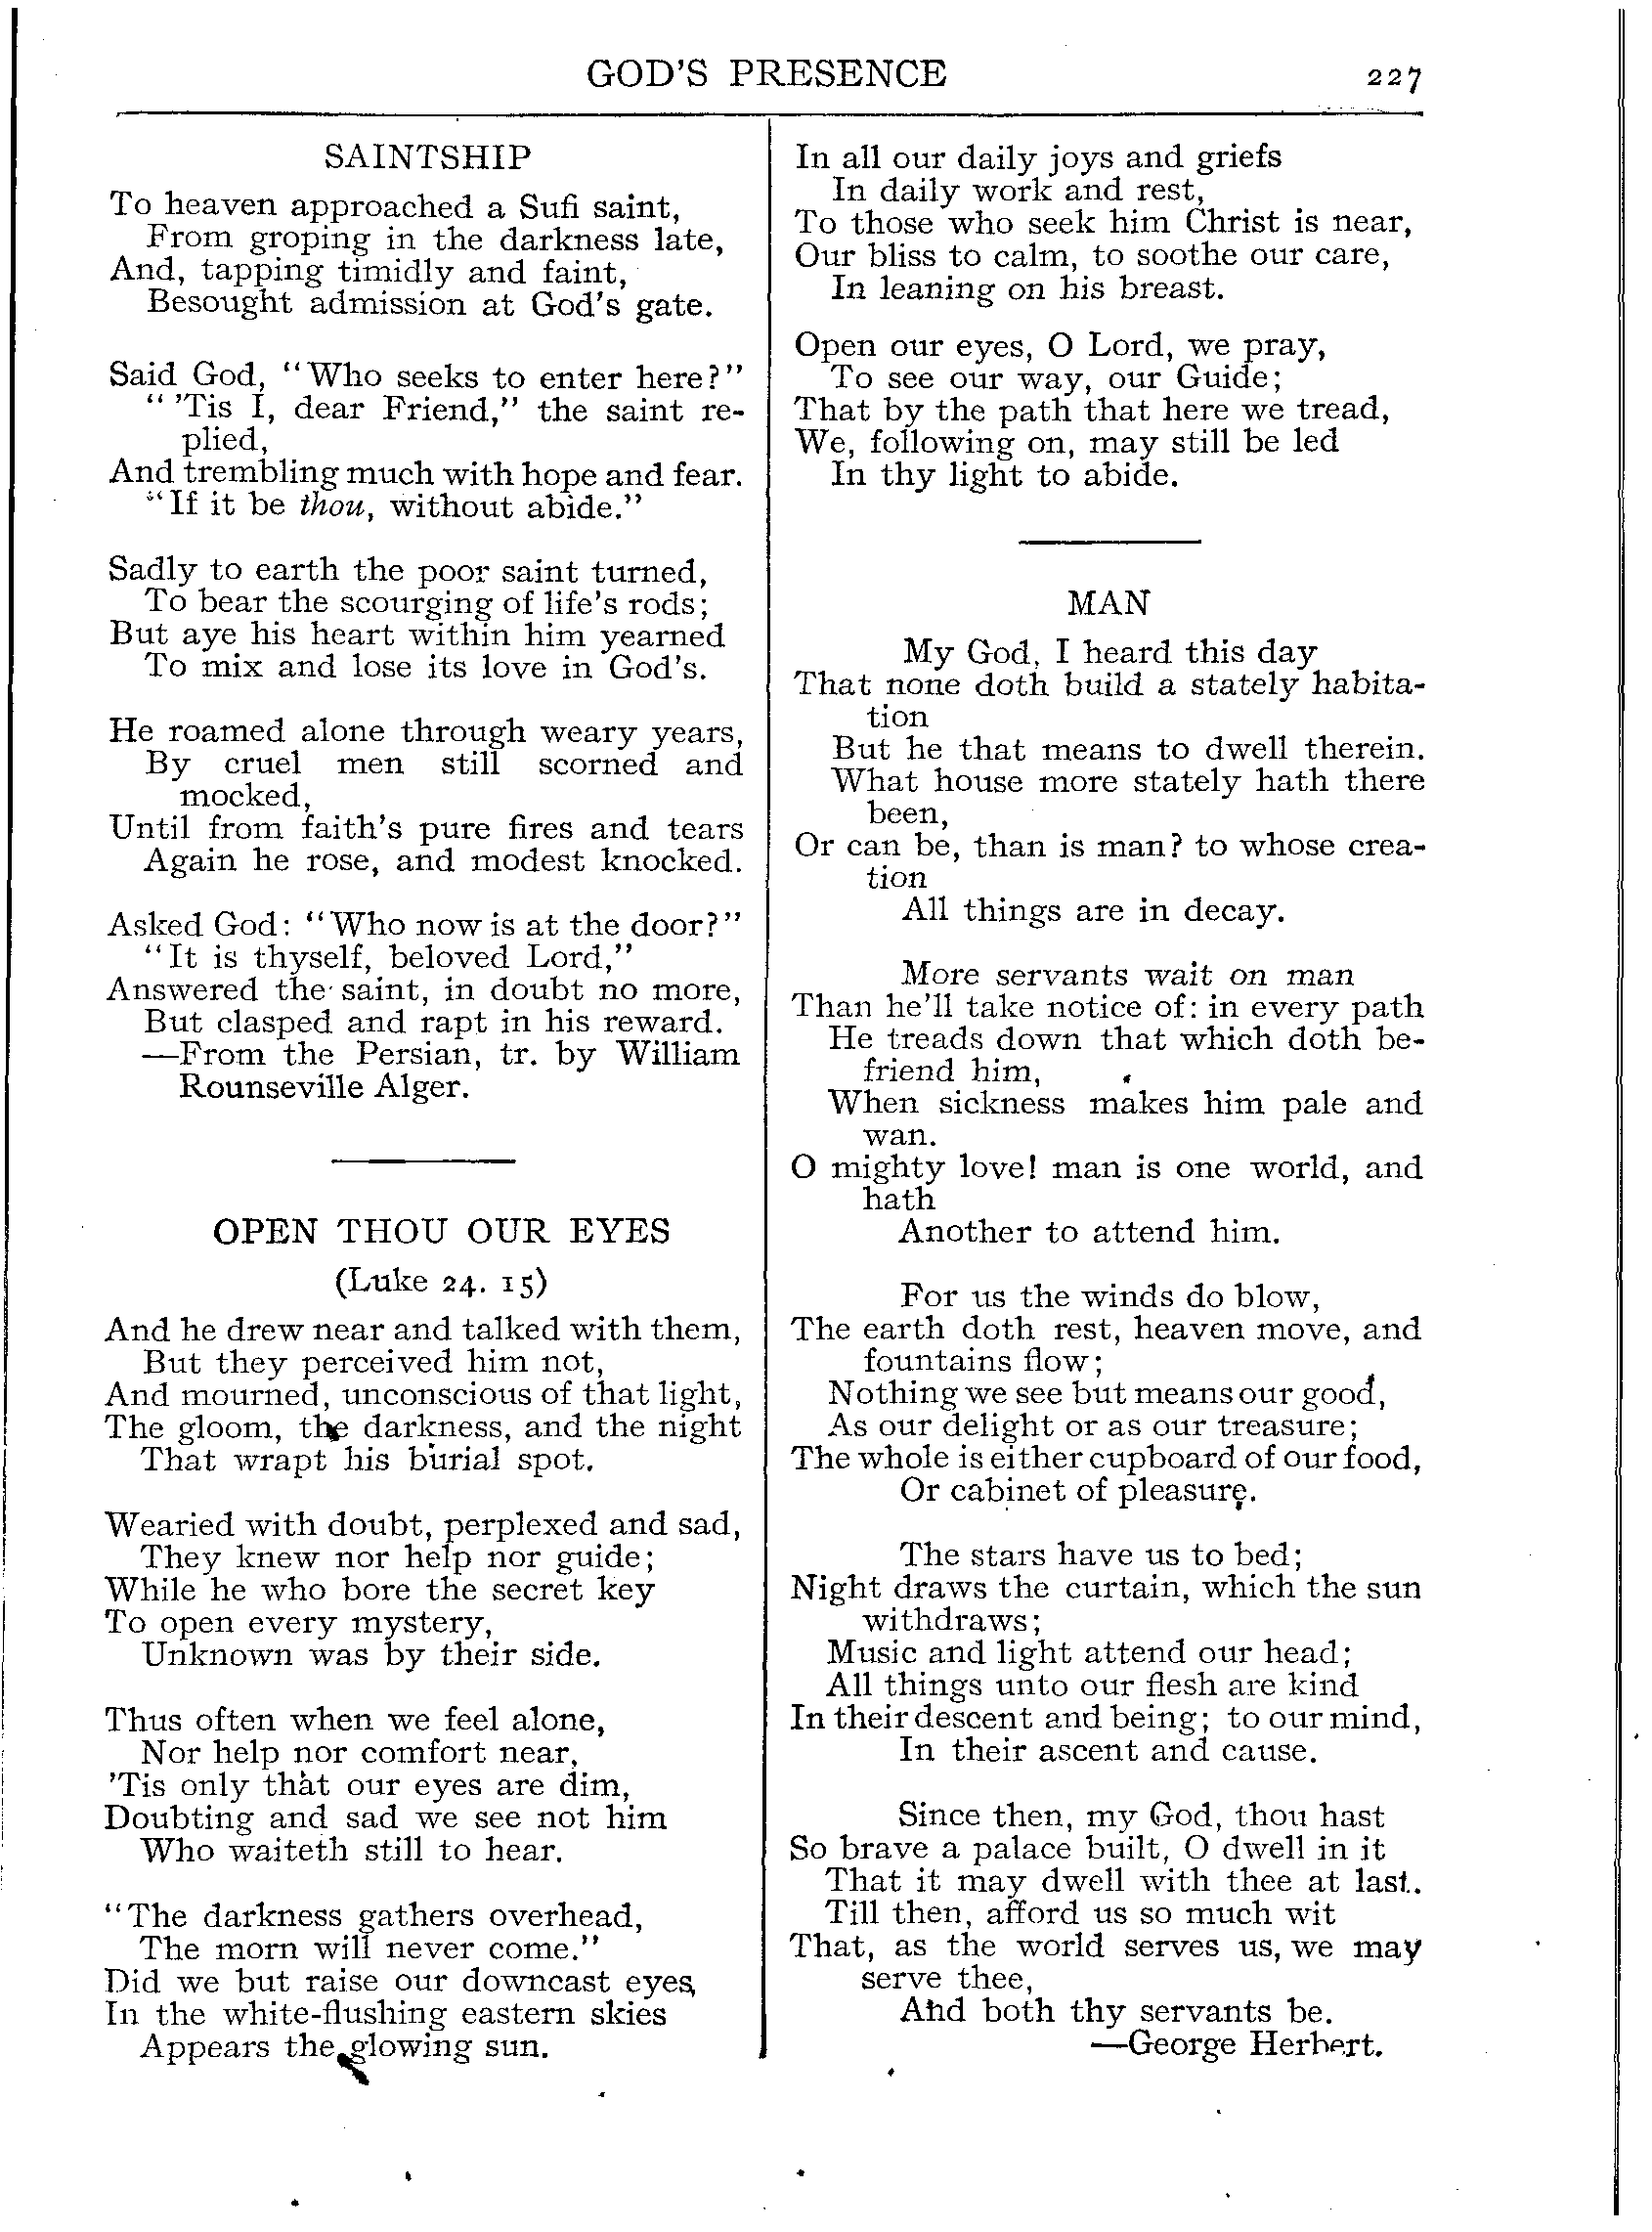 GOD'S PRESENCE 227
SAINTSHIP
To heaven approached a Sufi saint,
From groping in the darkness late,
And, tapping timidly and faint,
Besought admission at God's gate.
Said God, "Who seeks to enter here?"
"'Tis I, dear Friend," the saint re-
plied,
And trembling much with hope and fear.
"If it be thou, without abide."
Sadly to earth the poor saint turned,
To bear the scourging of life's rods;
But aye his heart within him yearned
To mix and lose its love in God's.
He roamed alone through weary years,
By cruel men still scorned and
mocked,
Until from faith's pure fires and tears
Again he rose, and modest knocked.
Asked God: "Who now is at the door?"
"It is thyself, beloved Lord,"
Answered the saint, in doubt no more,
But clasped and rapt in his reward.
—From the Persian, tr. by William
Rounseville Alger.
OPEN THOU OUR EYES
(Luke 24. 15)
And he drew near and talked with them,
But they perceived him not,
And mourned, unconscious of that light,
The gloom, the darkness, and the night
That wrapt his burial spot.
Wearied with doubt, perplexed and sad,
They knew nor help nor guide;
While he who bore the secret key
To open every mystery,
Unknown was by their side.
Thus often when we feel alone,
Nor help nor comfort near,
'Tis only that our eyes are dim,
Doubting and sad we see not him
Who waiteth still to hear.
"The darkness gathers overhead,
The morn will never come."
Did we but raise our downcast eyes,
In the white-flushing eastern skies
Appears the glowing sun.
In all our daily joys and griefs
In daily work and rest,
To those who seek him Christ is near,
Our bliss to calm, to soothe our care,
In leaning on his breast.
Open our eyes, O Lord, we pray,
To see our way, our Guide;
That by the path that here we tread,
We, following on, may still be led
In thy light to abide.
MAN
My God, I heard this day
That none doth build a stately habita-
tion
But he that means to dwell therein.
What house more stately hath there
been,
Or can be, than is man? to whose crea-
tion
All things are in decay.
More servants wait on man
Than he'll take notice of: in every path
He treads down that which doth be-
friend him,
When sickness makes him pale and
wan.
O mighty love! man is one world, and
hath
Another to attend him.
For us the winds do blow,
The earth doth rest, heaven move, and
fountains flow;
Nothing we see but means our good,
As our delight or as our treasure;
The whole is either cupboard of our food,
Or cabinet of pleasure.
The stars have us to bed;
Night draws the curtain, which the sun
withdraws;
Music and light attend our head;
All things unto our flesh are kind
In their descent and being; to our mind,
In their ascent and cause.
Since then, my God, thou hast
So brave a palace built, O dwell in it
That it may dwell with thee at last.
Till then, afford us so much wit
That, as the world serves us, we may
serve thee,
And both thy servants be.
—George Herbert.